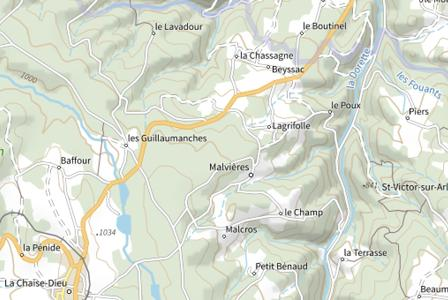 le Lavadour
le Boutinel
la Chassagne
Beyssac
la Dorette
les Fouants
1000
le Poux
Piers
Lagrifolle
les Guillaumanches
Baffour
Malvières
841
St-Victor-sur-Arl
le Champ
1034
Malcros
la Pénide
la Terrasse
Petit Bénaud
La Chaise-Dieu
Beaum